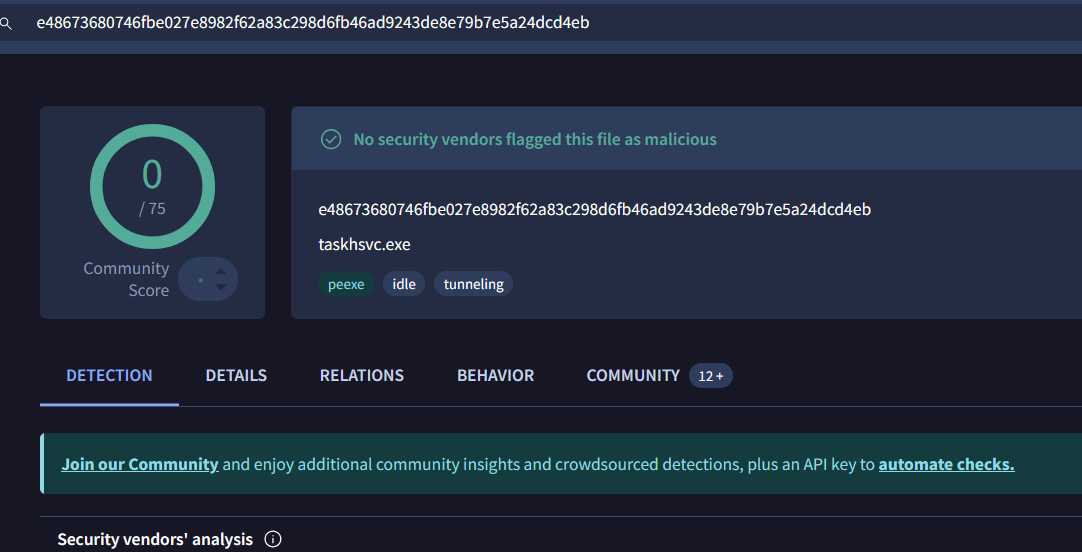 e48673680746fbe027e8982f62a83c298d6fb46ad9243de8e79b7e5a24dcd4eb
No security vendors flagged this file as malicious
0
/ 75
Community
Score
e48673680746fbe027e8982f62a83c298d6fb46ad9243de8e79b7e5a24dcd4eb
taskhsvc.exe
peexe idle tunneling
DETECTION DETAILS RELATIONS BEHAVIOR COMMUNITY 12 +
Join our Community and enjoy additional community insights and crowdsourced detections, plus an API key to automate checks.
Security vendors' analysis